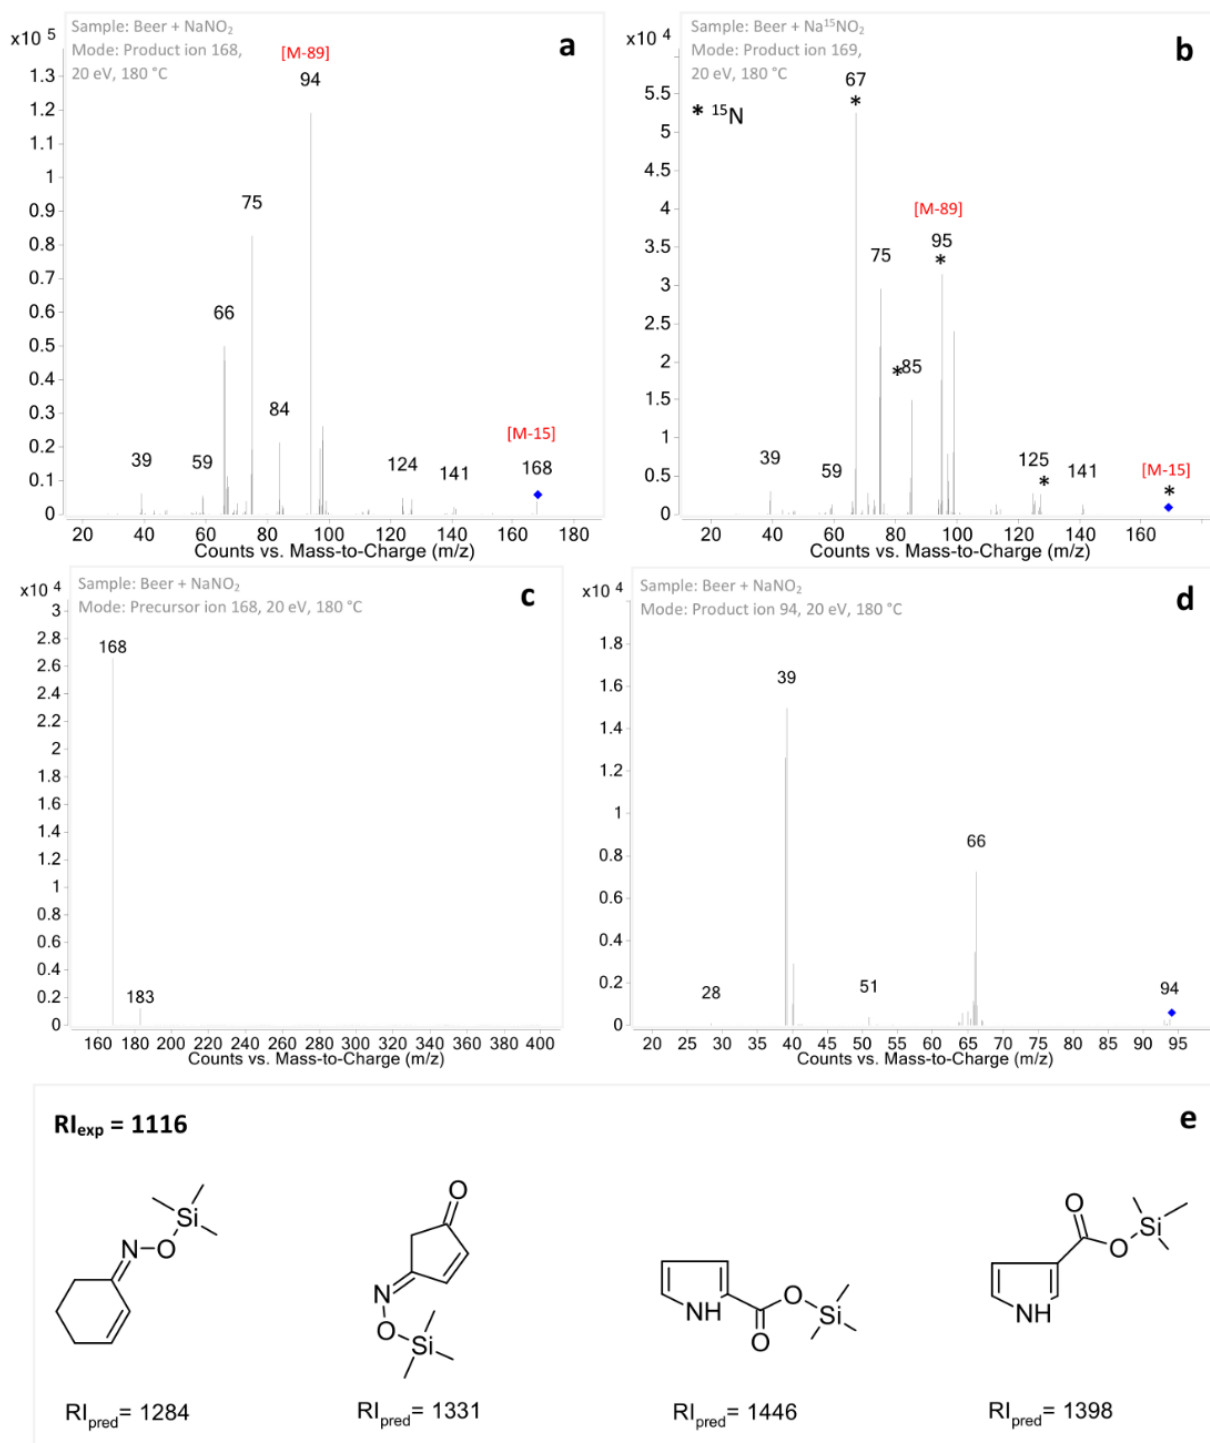 Sample: Beer + NaNO2
Mode: Product ion 168,
20 eV, 180 °C
a
x10 5
[M-89]
94
1.3
1.2
1.1
1
0.9
0.8
0.7
0.6
0.5
0.4
0.3
0.2
0.1
0
75
66
84
39
59
124
141
[M-15]
168
20 40 60 80 100 120 140 160 180
Counts vs. Mass-to-Charge (m/z)
Sample: Beer + Na15NO2
Mode: Product ion 169,
20 eV, 180 °C
b
x10 4
* 15N
67
*
5.5
5
4.5
4
3.5
3
2.5
2
1.5
1
0.5
0
[M-89]
95
*
75
*85
39
59
125
*
141
[M-15]
*
20 40 60 80 100 120 140 160
Counts vs. Mass-to-Charge (m/z)
Sample: Beer + NaNO2
Mode: Precursor ion 168, 20 eV, 180 °C
c
x10 4
3
2.8
2.6
2.4
2.2
2
1.8
1.6
1.4
1.2
1
0.8
0.6
0.4
0.2
0
168
183
160 180 200 220 240 260 280 300 320 340 360 380 400
Counts vs. Mass-to-Charge (m/z)
Sample: Beer + NaNO2
Mode: Product ion 94, 20 eV, 180 °C
d
x10 4
1.8
1.6
1.4
1.2
1
0.8
0.6
0.4
0.2
0
39
66
28
51
94
20 25 30 35 40 45 50 55 60 65 70 75 80 85 90 95
Counts vs. Mass-to-Charge (m/z)
RIexp = 1116
e
Si
N O
RIpred= 1284
O
N
O
Si
RIpred= 1331
NH
O
O
Si
RIpred= 1446
O
O
Si
NH
RIpred= 1398